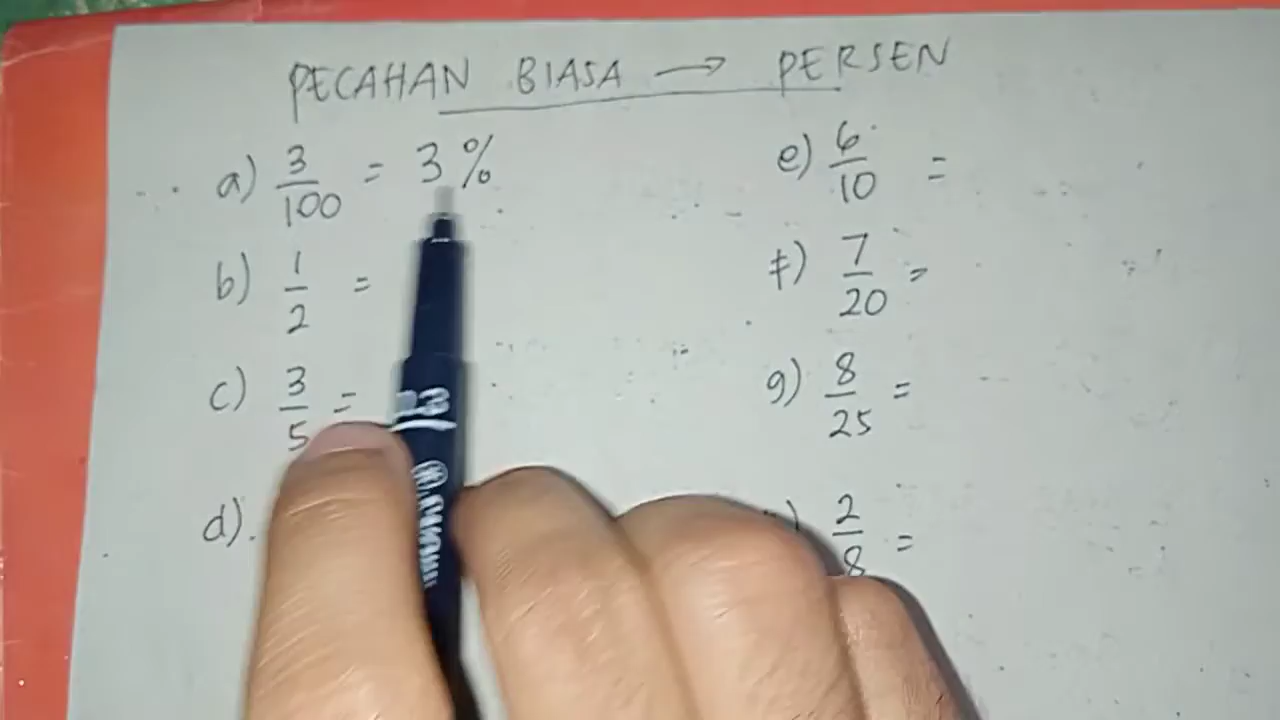 PECAHAN BIASA → PERSEN
a) 3/100 = 3%
b) 1/2 =
c) 3/5 =
d).
e) 6/10 =
f) 7/20 =
g) 8/25 =
2/8 =